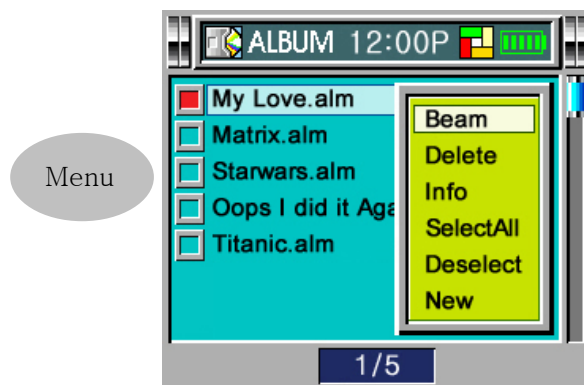 ALBUM 12:00P
Menu
My Love.alm
Matrix.alm
Starwars.alm
Oops I did it Aga
Titanic.alm
Beam
Delete
Info
SelectAll
Deselect
New
1/5